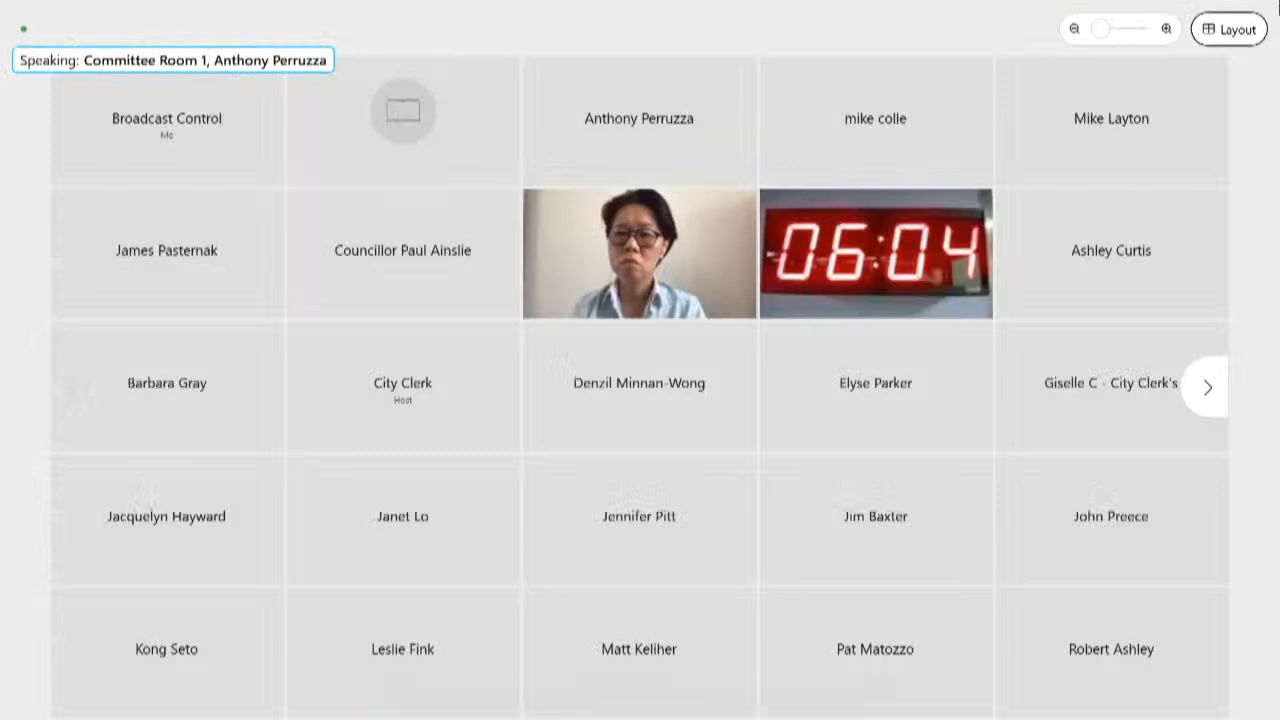 Layout
Speaking: Committee Room 1, Anthony Perruzza
Broadcast Control
Me
Anthony Perruzza
mike colle
Mike Layton
James Pasternak
Councillor Paul Ainslie
06:04
Ashley Curtis
Barbara Gray
City Clerk
Host
Denzil Minnan-Wong
Elyse Parker
Giselle C - City Clerk's
Jacquelyn Hayward
Janet Lo
Jennifer Pitt
Jim Baxter
John Preece
Kong Seto
Leslie Fink
Matt Keliher
Pat Matozzo
Robert Ashley